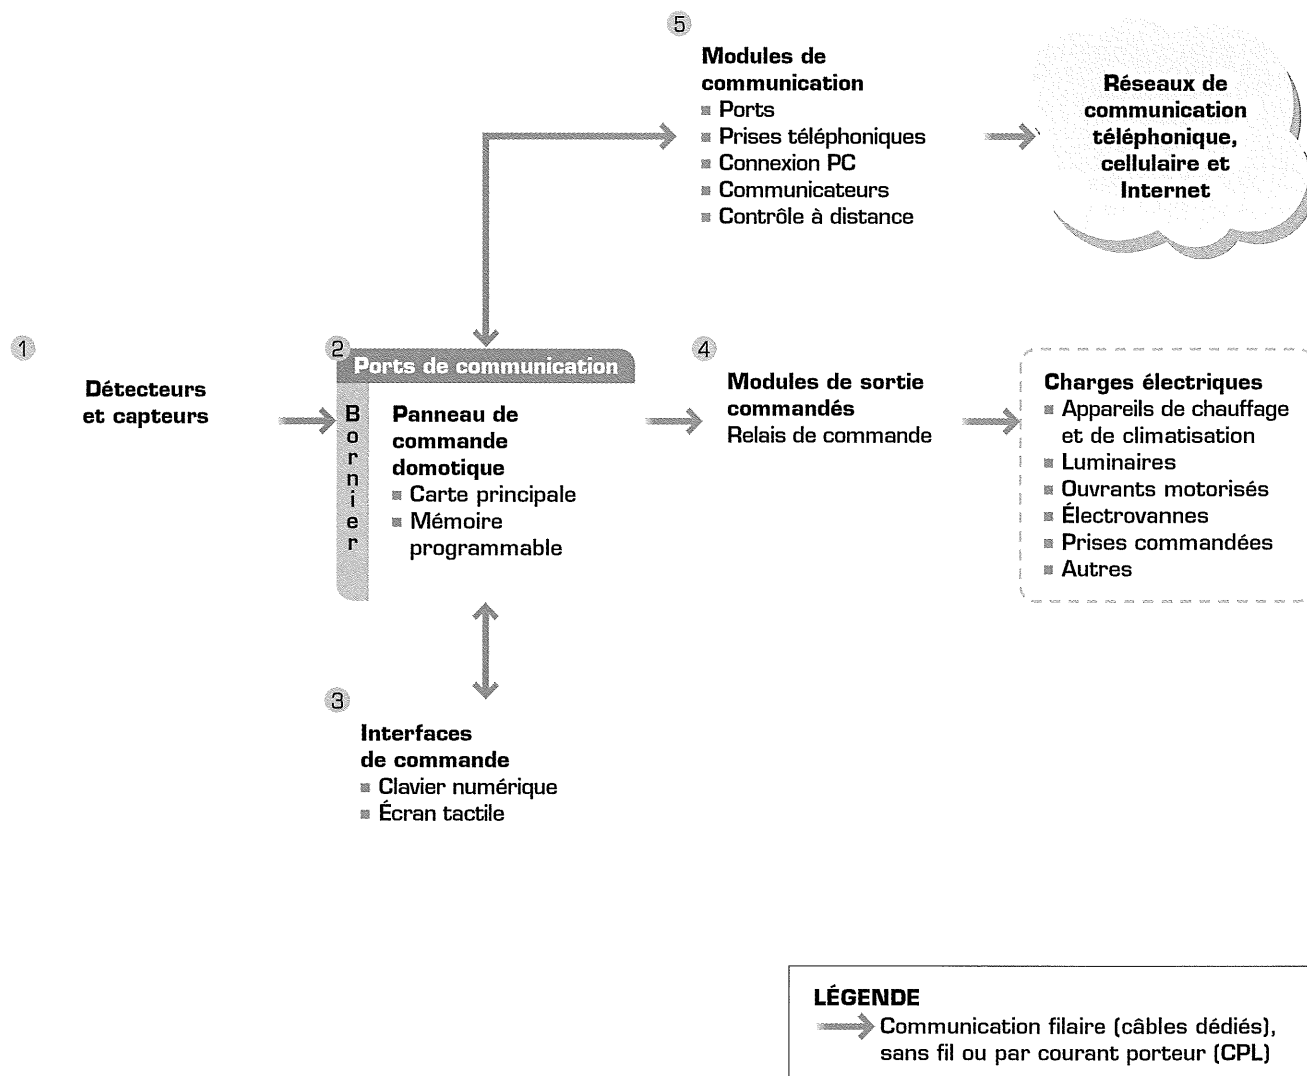 5
Modules de
communication
Ports
Prises téléphoniques
Connexion PC
Communicateurs
Contrôle à distance
Réseaux de
communication
téléphonique,
cellulaire et
Internet
1
Détecteurs
et capteurs
2
Ports de communication
Bornier
Panneau de
commande
domotique
Carte principale
Mémoire
programmable
4
Modules de sortie
commandés
Relais de commande
Charges électriques
Appareils de chauffage
et de climatisation
Luminaires
Ouvrants motorisés
Électrovannes
Prises commandées
Autres
3
Interfaces
de commande
Clavier numérique
Écran tactile
LÉGENDE
Communication filaire (câbles dédiés),
sans fil ou par courant porteur (CPL)